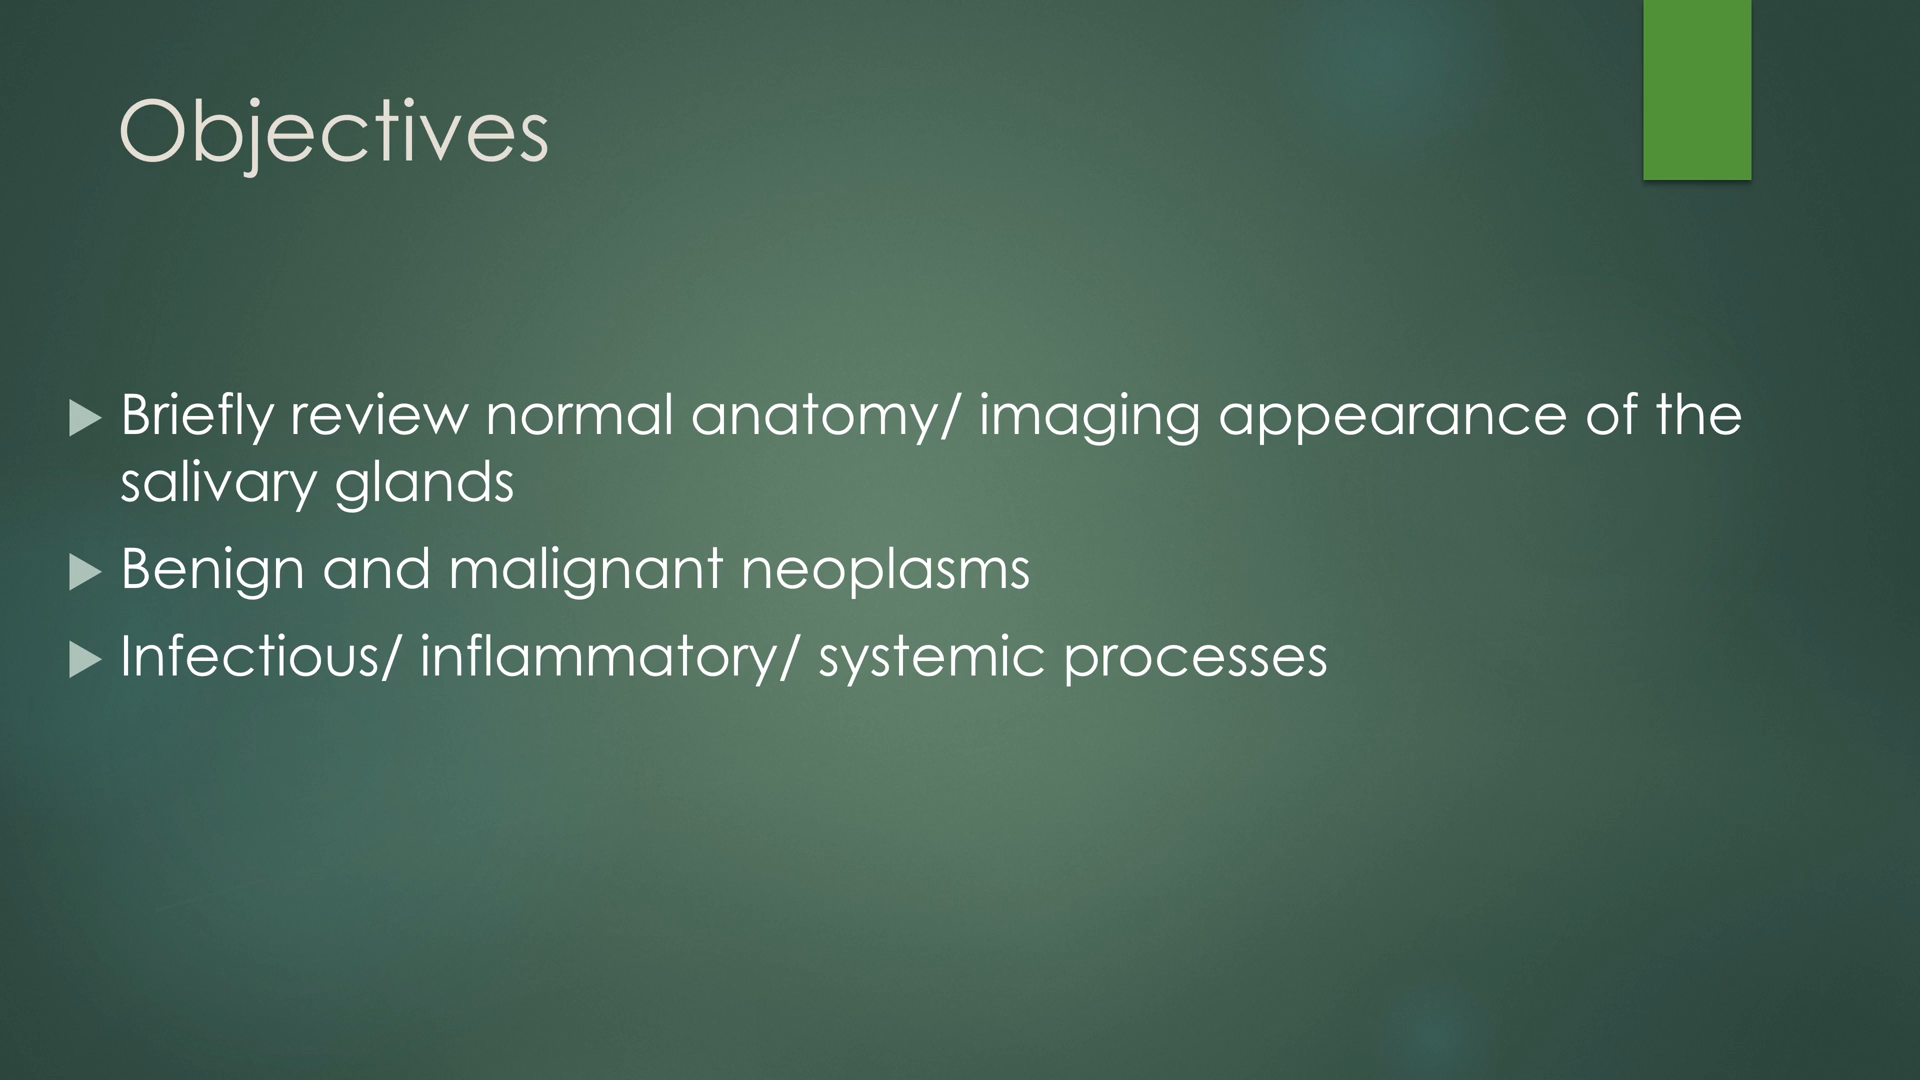 Objectives
Briefly review normal anatomy/ imaging appearance of the
salivary glands
Benign and malignant neoplasms
Infectious/ inflammatory/ systemic processes